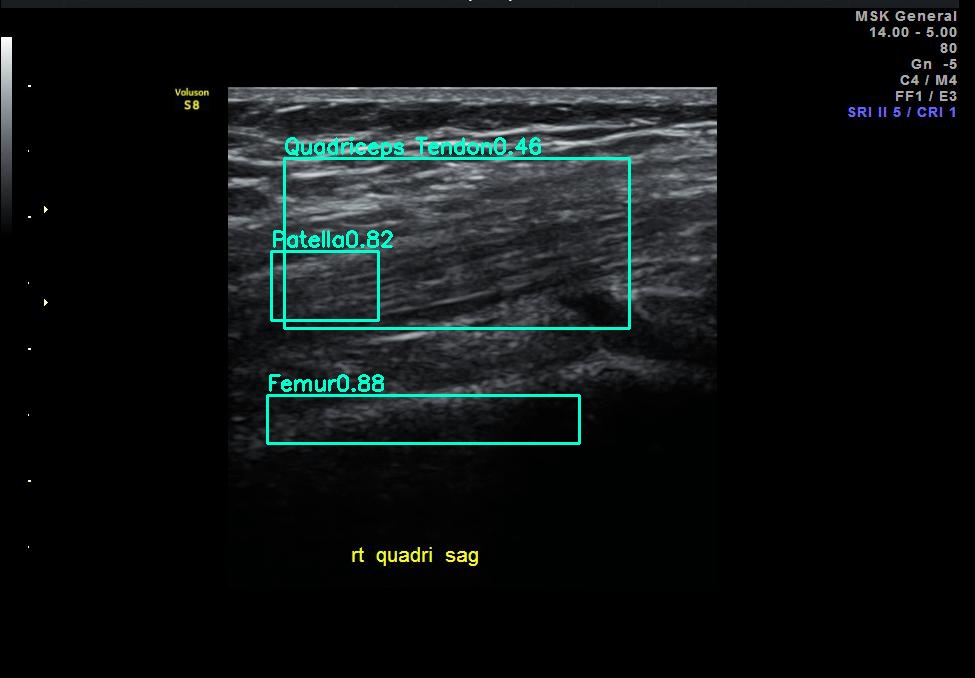 MSK General
14.00 - 5.00
80
Gn -5
C4 / M4
FF1 / E3
SRI II 5 / CRI 1
Voluson
S8
Quadriceps Tendon0.46
Patella0.82
Femur0.88
rt quadri sag